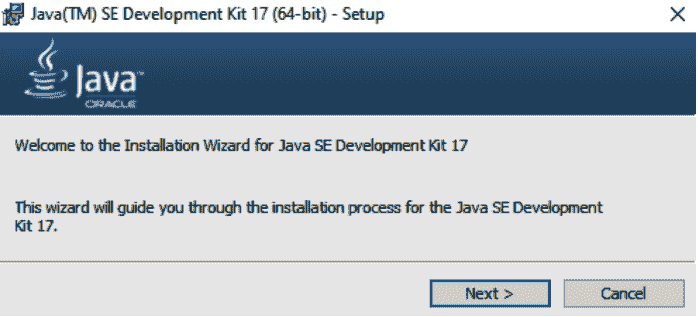 Java(TM) SE Development Kit 17 (64-bit) - Setup
Java™
ORACLE
Welcome to the Installation Wizard for Java SE Development Kit 17
This wizard will guide you through the installation process for the Java SE Development
Kit 17.
Next >
Cancel